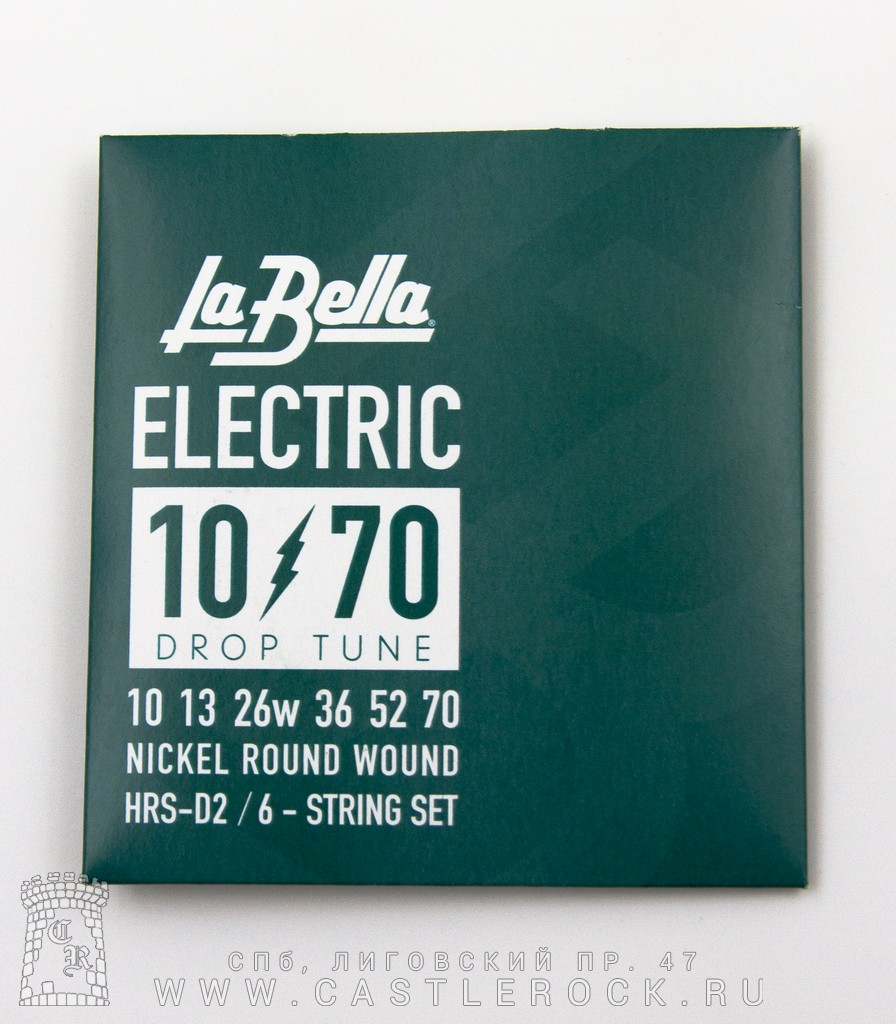 La Bella®
ELECTRIC
10 70
DROP TUNE
10 13 26w 36 52 70
NICKEL ROUND WOUND
HRS-D2 / 6 - STRING SET
CR
СПб, ЛИГОВСКИЙ ПР. 47
WWW.CASTLEROCK.RU